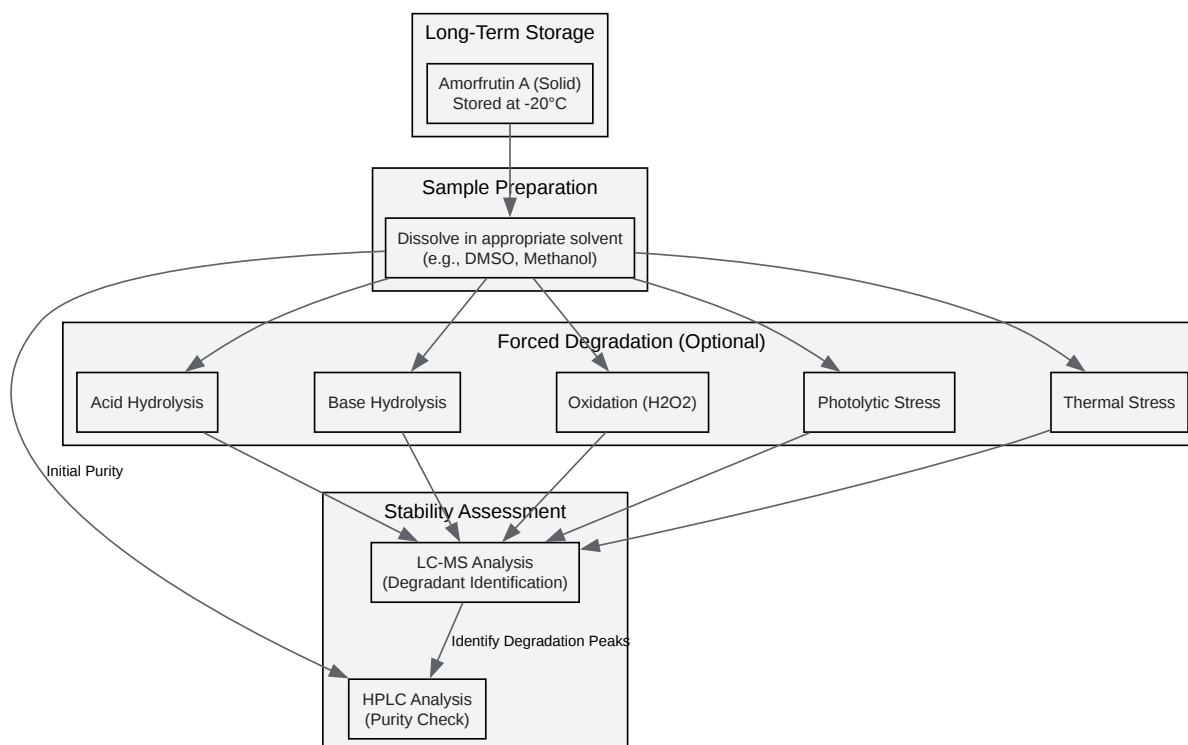 Long-Term Storage
Amorfrutin A (Solid)
Stored at -20°C
Sample Preparation
Dissolve in appropriate solvent
(e.g., DMSO, Methanol)
Forced Degradation (Optional)
Acid Hydrolysis
Base Hydrolysis
Oxidation (H2O2)
Photolytic Stress
Thermal Stress
Initial Purity
Stability Assessment
LC-MS Analysis
(Degradant Identification)
Identify Degradation Peaks
HPLC Analysis
(Purity Check)